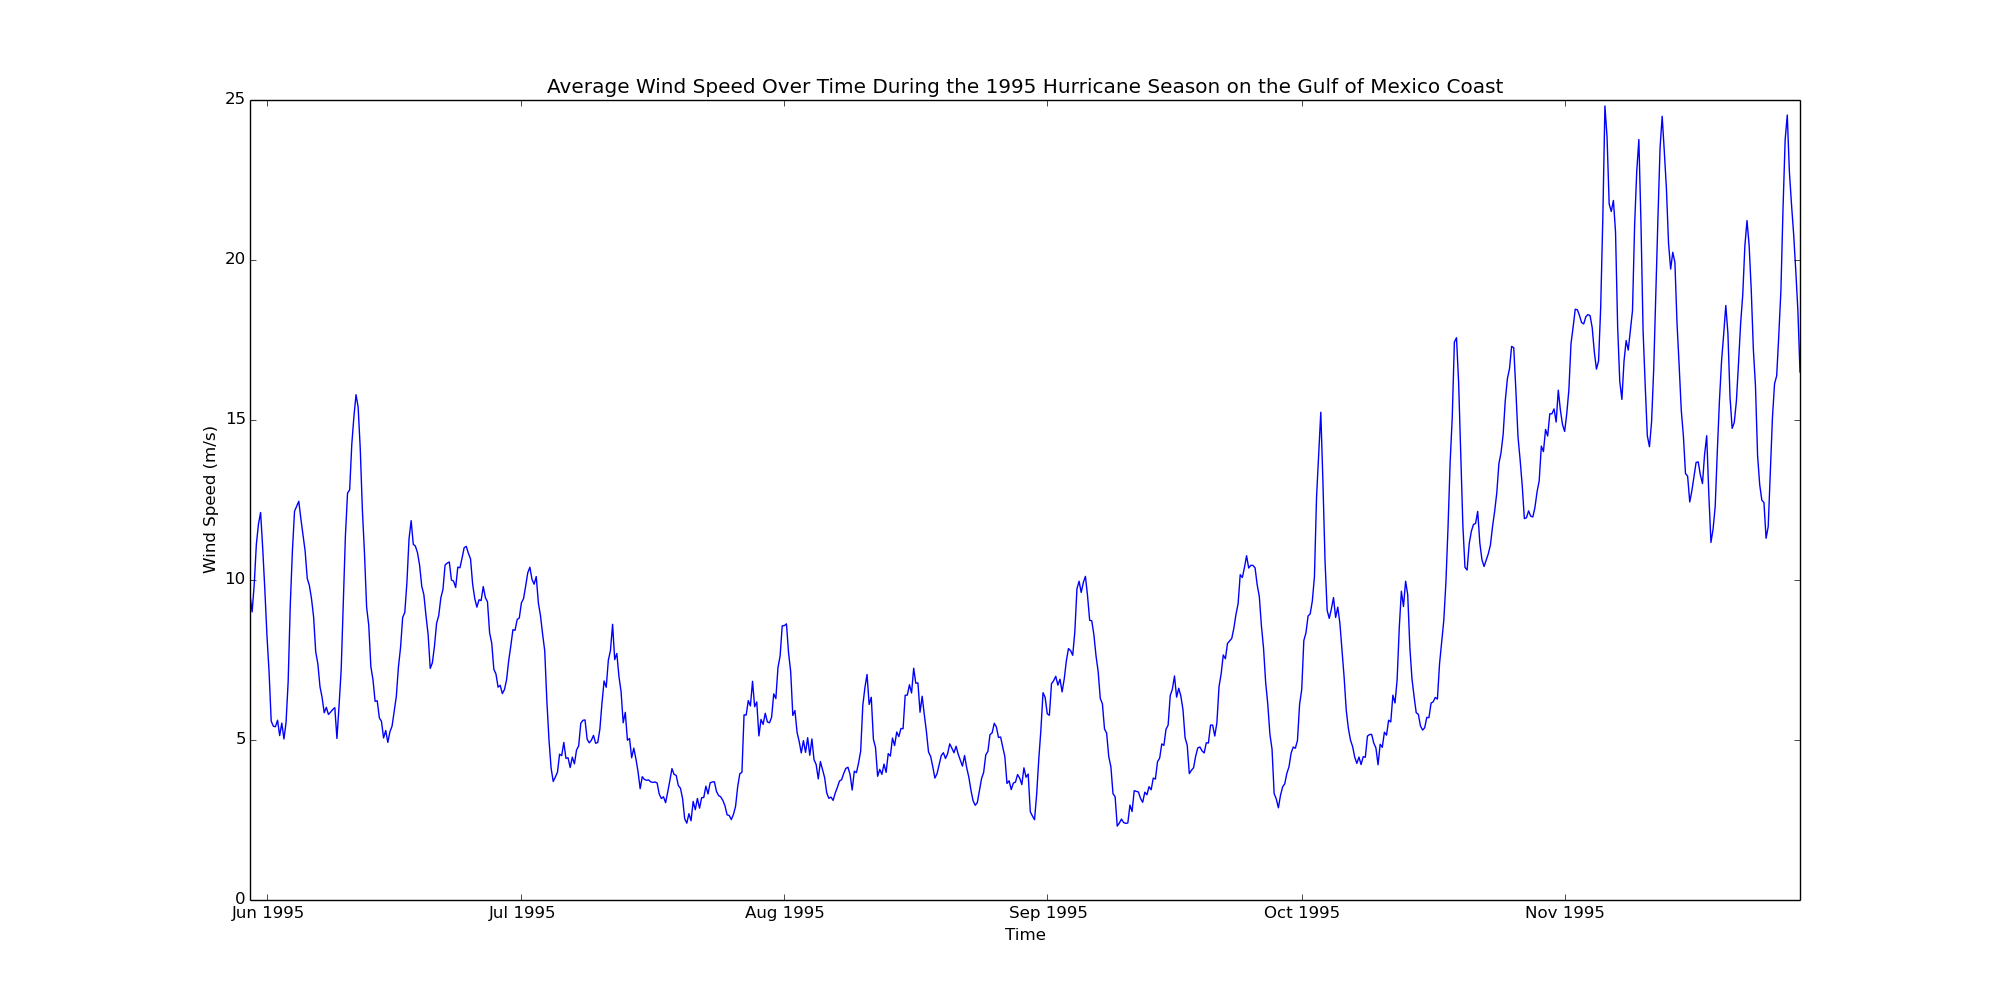 Average Wind Speed Over Time During the 1995 Hurricane Season on the Gulf of Mexico Coast
25
20
15
10
5
0
Wind Speed (m/s)
Jun 1995 Jul 1995 Aug 1995 Sep 1995 Oct 1995 Nov 1995
Time